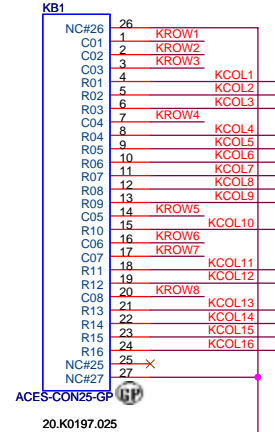 KB1
NC#26 26
C01 1 KROW1
C02 2 KROW2
C03 3 KROW3
R01 4 KCOL1
R02 5 KCOL2
R03 6 KCOL3
C04 7 KROW4
R04 8 KCOL4
R05 9 KCOL5
R06 10 KCOL6
R07 11 KCOL7
R08 12 KCOL8
R09 13 KCOL9
C05 14 KROW5
R10 15 KCOL10
C06 16 KROW6
C07 17 KROW7
R11 18 KCOL11
R12 19 KCOL12
C08 20 KROW8
R13 21 KCOL13
R14 22 KCOL14
R15 23 KCOL15
R16 24 KCOL16
NC#25 25
NC#27 27
ACES-CON25-GP GP
20.K0197.025